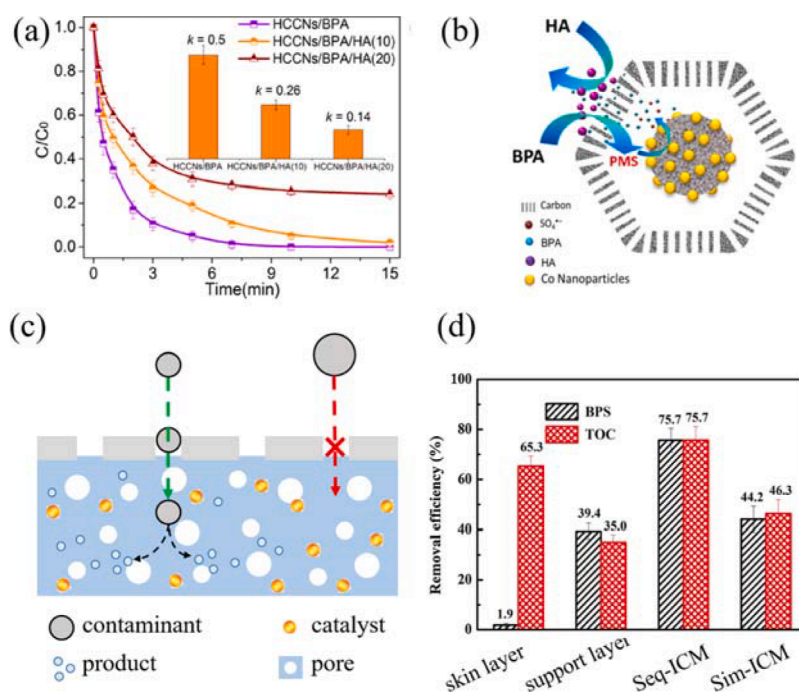 (a)
HCCNs/BPA
HCCNs/BPA/HA(10)
HCCNs/BPA/HA(20)
k = 0.5
k = 0.26
k = 0.14
HCCNs/BPA HCCNs/BPA/HA(10) HCCNs/BPA/HA(20)
C/C₀
1.0
0.8
0.6
0.4
0.2
0.0
0 3 6 9 12 15
Time(min)
(b)
HA
BPA
PMS
Carbon
SO₄•−
BPA
HA
Co Nanoparticles
(c)
contaminant
catalyst
product
pore
(d)
Removal efficiency (%)
100
80
60
40
20
0
BPS
TOC
1.9
65.3
39.4
35.0
75.7
75.7
44.2
46.3
skin layer
support layer
Seq-ICM
Sim-ICM